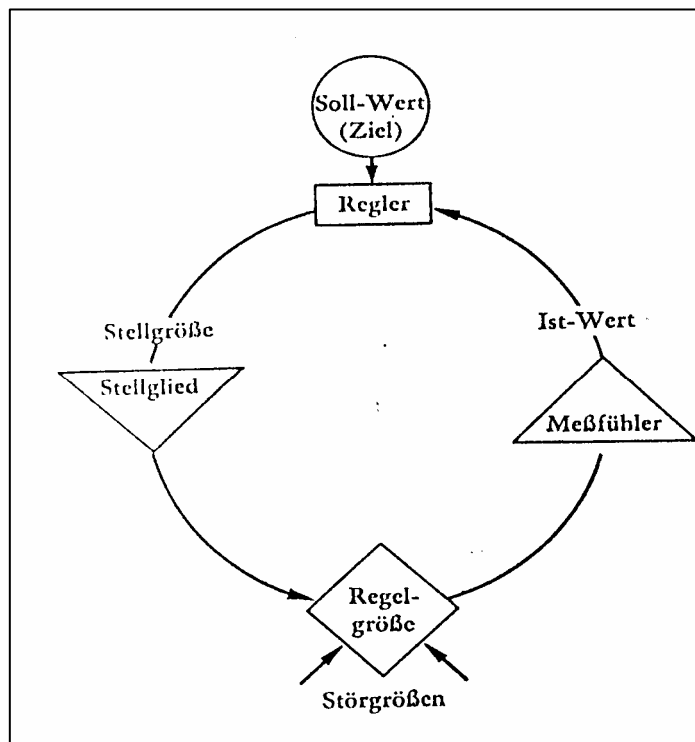 Soll-Wert
(Ziel)
Regler
Stellgröße
Ist-Wert
Stellglied
Meßfühler
Regel-
größe
Störgrößen